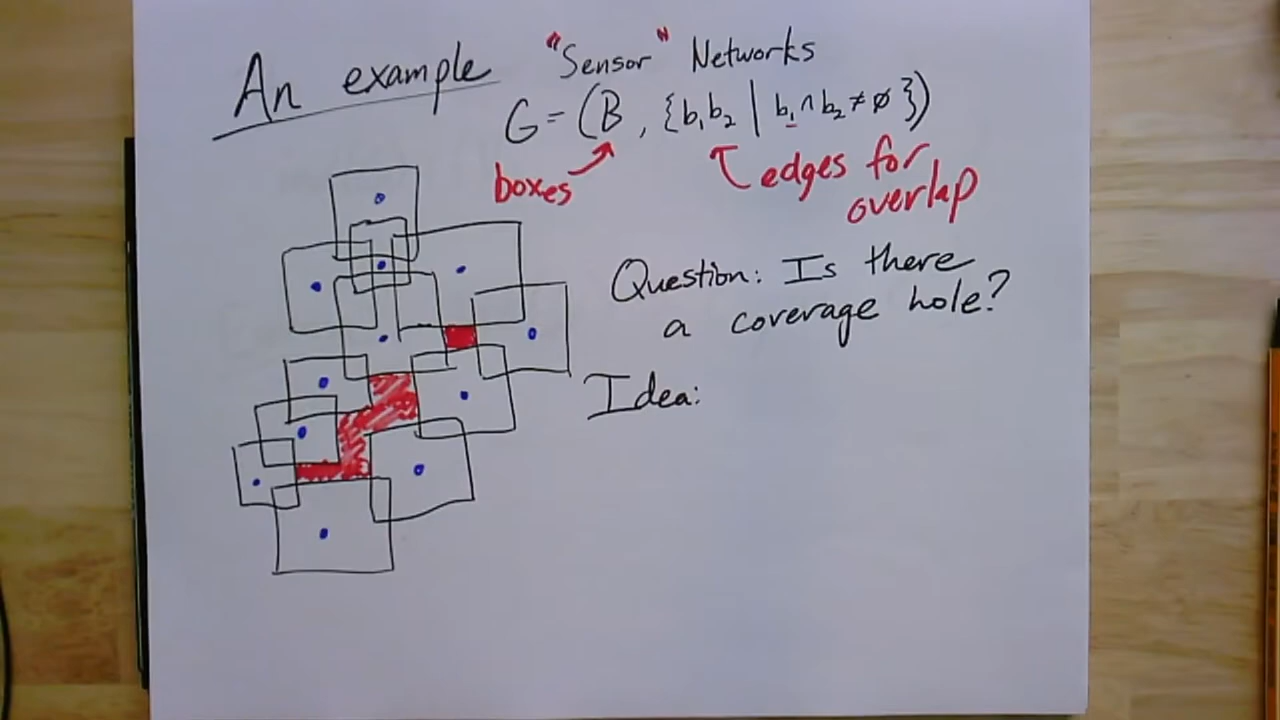 An example "Sensor" Networks
G = (B, {b₁b₂ | b₁ ∩ b₂ ≠ ∅})
boxes
edges for
overlap
Question: Is there
a coverage hole?
Idea: